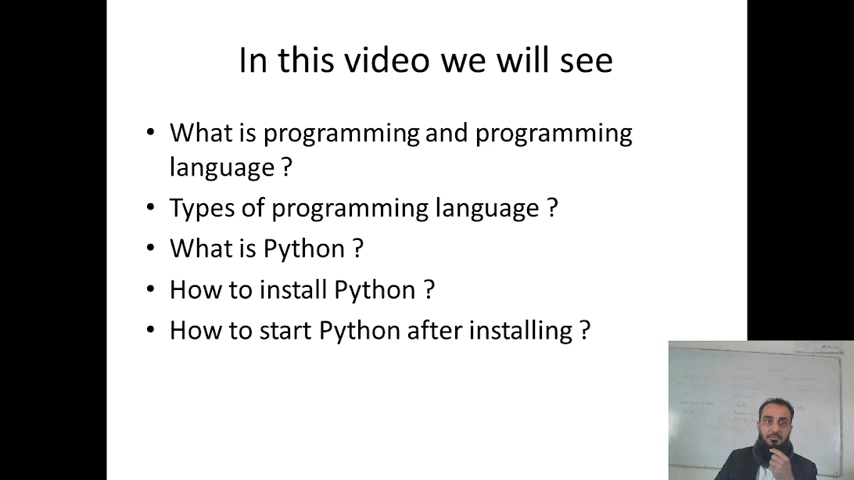 In this video we will see
• What is programming and programming
language ?
• Types of programming language ?
• What is Python ?
• How to install Python ?
• How to start Python after installing ?